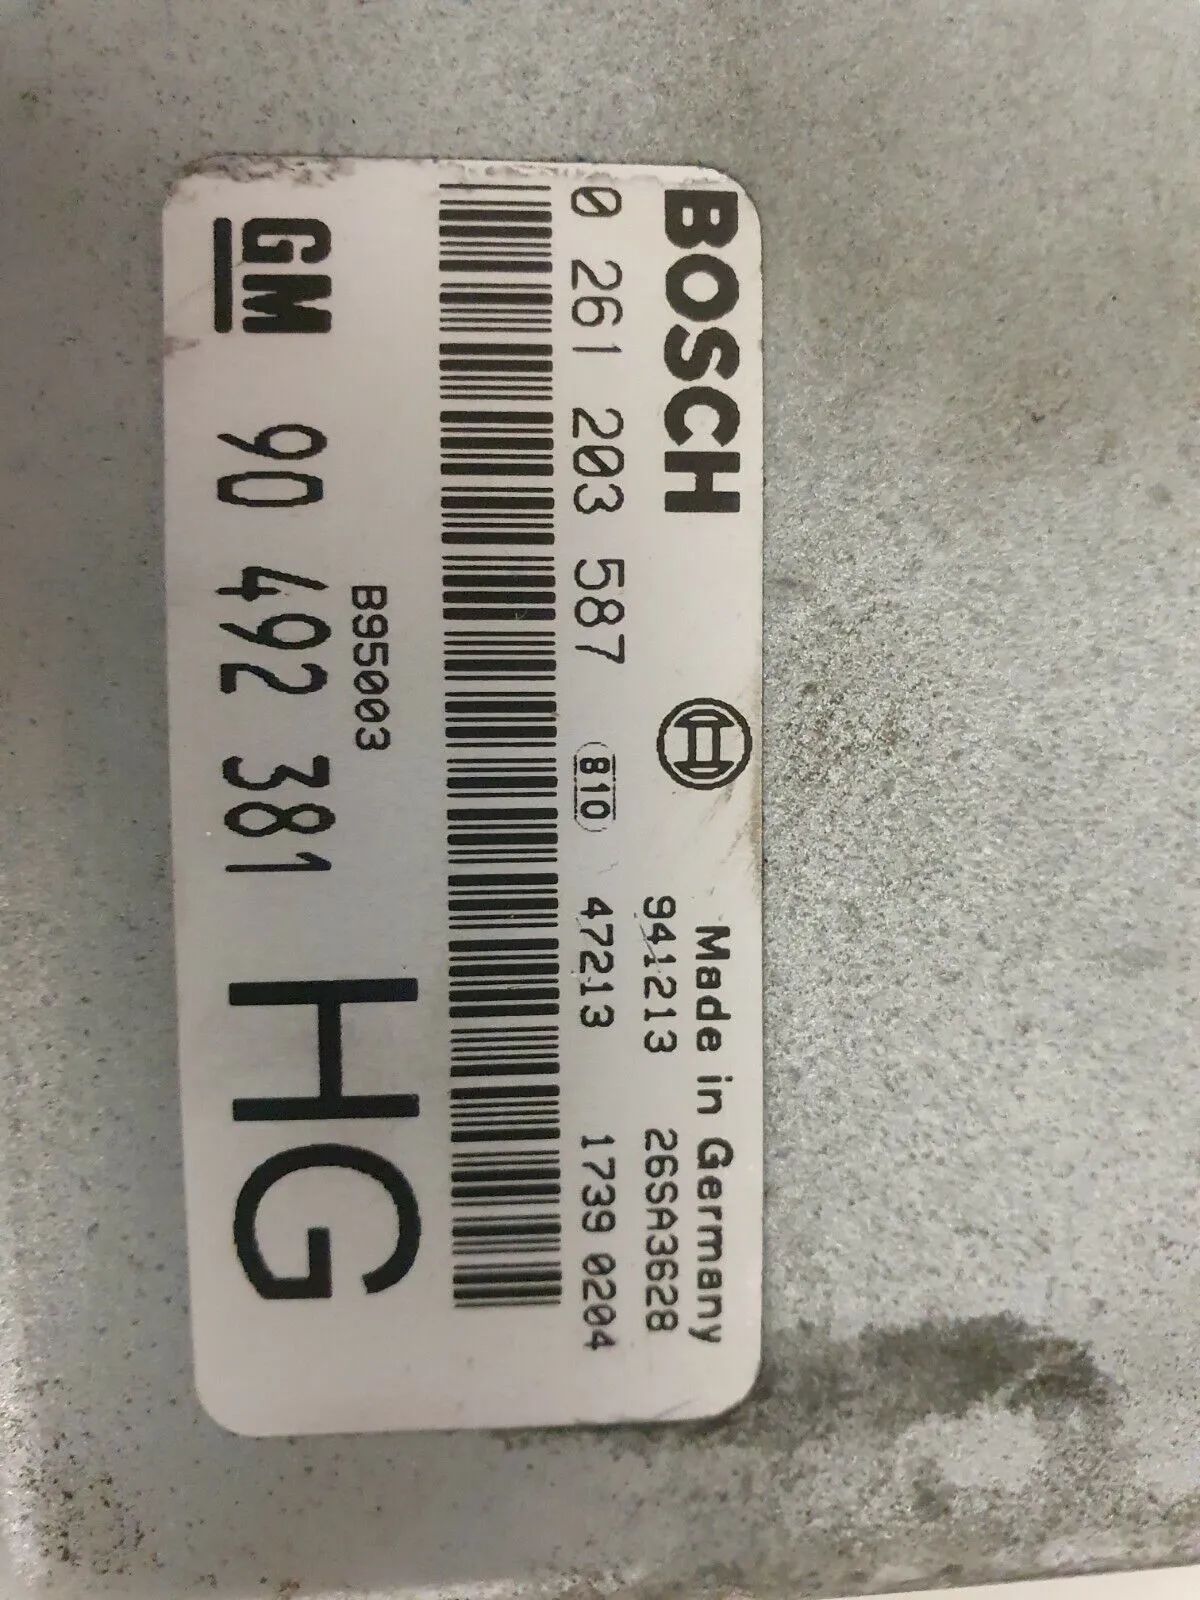 BOSCH
Made in Germany
941213 26SA3628
0 261 203 587 810 47213 1739 0204
B95003
GM 90 492 381 HG